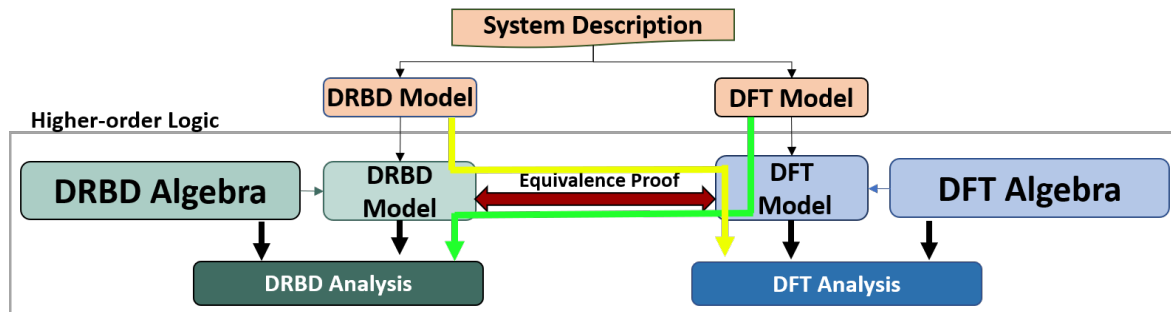 System Description
DRBD Model
DFT Model
Higher-order Logic
DRBD Algebra
DRBD
Model
Equivalence Proof
DFT
Model
DFT Algebra
DRBD Analysis
DFT Analysis